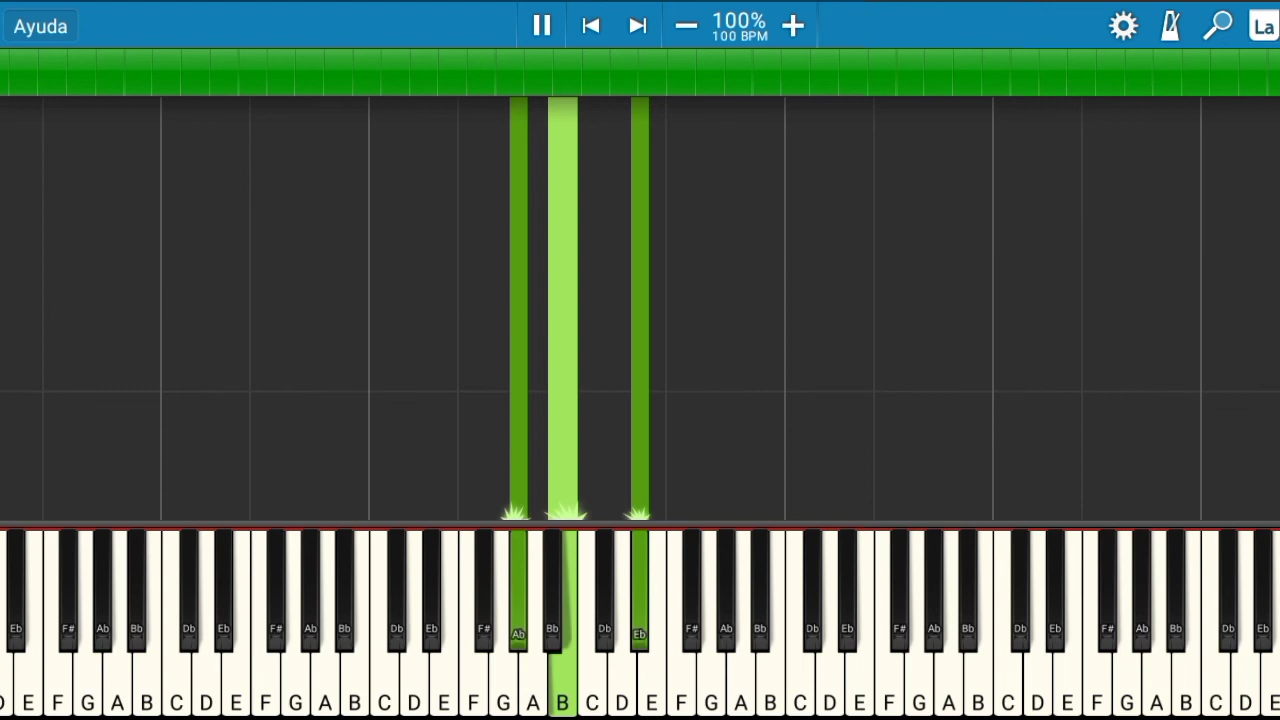 Ayuda
100%
100 BPM
La
Eb F# Ab Bb Db Eb F# Ab Bb Db Eb F# Ab Bb Db Eb F# Ab Bb Db Eb F# Ab Bb Db Eb F# Ab Bb Db Eb
D E F G A B C D E F G A B C D E F G A B C D E F G A B C D E F G A B C D E F G A B C D E